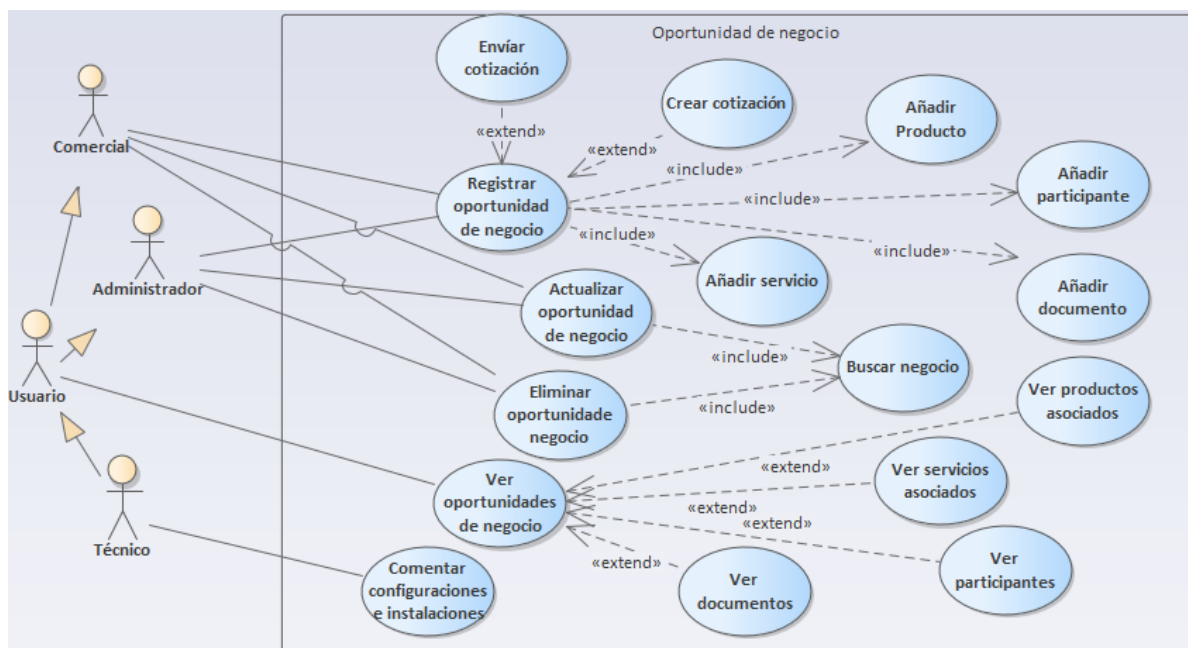 Oportunidad de negocio
Envíar
cotización
Crear cotización
Añadir
Producto
Comercial
«extend»
«extend»
«include»
Registrar
oportunidad
de negocio
Añadir
participante
«include»
«include»
«include»
Administrador
Añadir servicio
Actualizar
oportunidad
de negocio
Añadir
documento
Usuario
«include»
Buscar negocio
Eliminar
oportunidade
negocio
«include»
Ver productos
asociados
«extend»
Ver
oportunidades
de negocio
Ver servicios
asociados
«extend»
«extend»
Técnico
«extend»
Comentar
configuraciones
e instalaciones
Ver
documentos
Ver
participantes